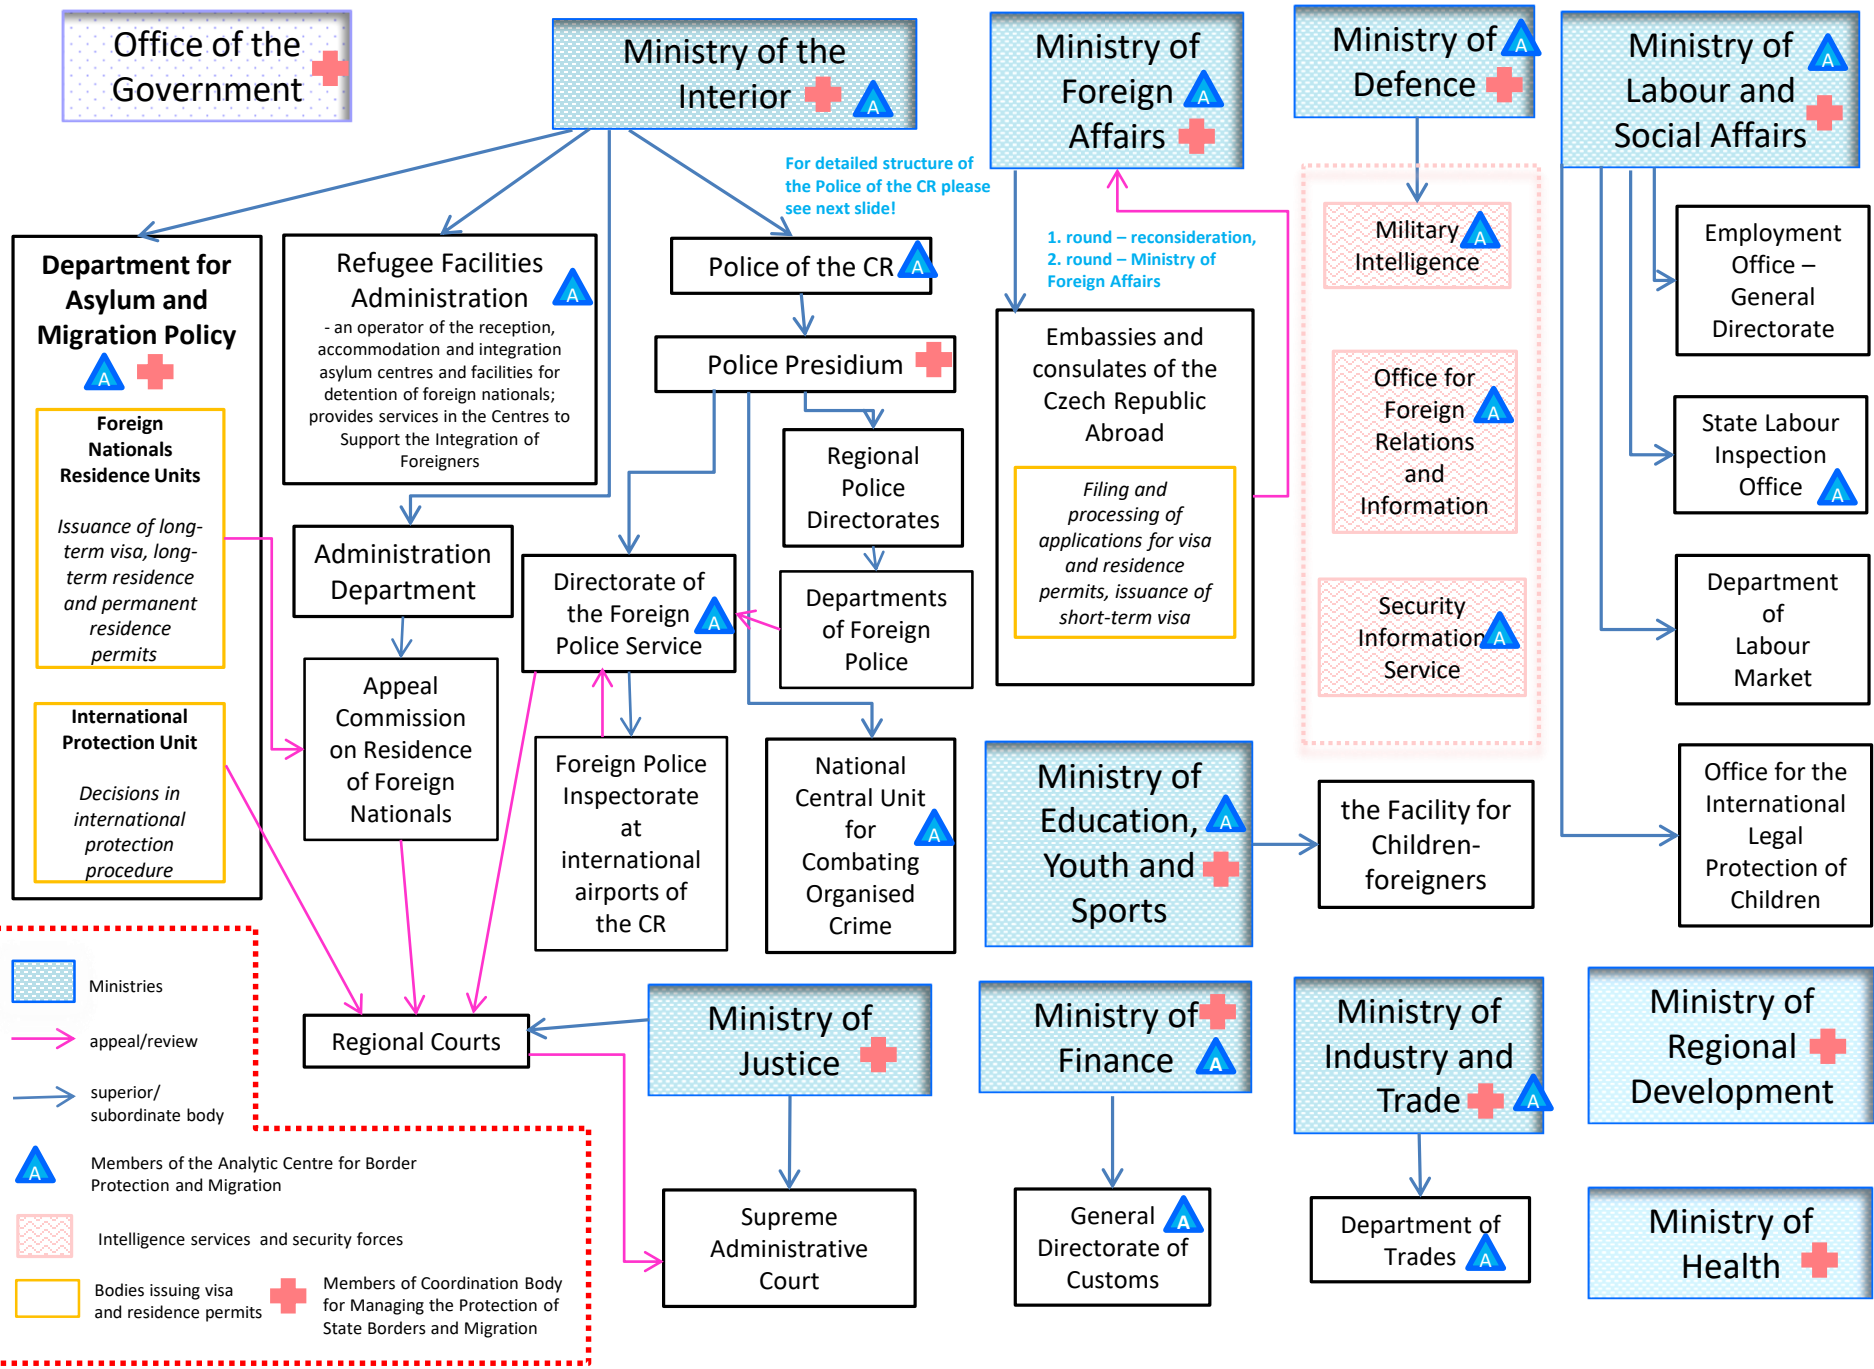 Office of the
Government
Ministry of the
Interior
A
Ministry of
Foreign
A
Affairs
Ministry of
A
Defence
Ministry of
A
Labour and
Social Affairs
For detailed structure of
the Police of the CR please
see next slide!
1. round – reconsideration,
2. round – Ministry of
Foreign Affairs
Department for
Asylum and
Migration Policy
A
Foreign
Nationals
Residence Units
Issuance of long-
term visa, long-
term residence
and permanent
residence
permits
International
Protection Unit
Decisions in
international
protection
procedure
Refugee Facilities
Administration
A
- an operator of the reception,
accommodation and integration
asylum centres and facilities for
detention of foreign nationals;
provides services in the Centres to
Support the Integration of
Foreigners
Administration
Department
Appeal
Commission
on Residence
of Foreign
Nationals
Police of the CR
A
Police Presidium
Regional
Police
Directorates
Directorate of
the Foreign
A
Police Service
Departments
of Foreign
Police
Foreign Police
Inspectorate
at
international
airports of
the CR
National
Central Unit
for
A
Combating
Organised
Crime
Embassies and
consulates of the
Czech Republic
Abroad
Filing and
processing of
applications for visa
and residence
permits, issuance of
short-term visa
Military
A
Intelligence
Office for
Foreign
A
Relations
and
Information
Security
Information
A
Service
Employment
Office –
General
Directorate
State Labour
Inspection
Office
A
Department
of
Labour
Market
Office for the
International
Legal
Protection of
Children
Ministry of
Education,
A
Youth and
Sports
the Facility for
Children-
foreigners
Regional Courts
Ministry of
Justice
Supreme
Administrative
Court
Ministry of
Finance
A
General
A
Directorate of
Customs
Ministry of
Industry and
Trade
A
Department of
Trades
A
Ministry of
Regional
Development
Ministry of
Health
Ministries
appeal/review
superior/
subordinate body
A
Members of the Analytic Centre for Border
Protection and Migration
Intelligence services and security forces
Bodies issuing visa
and residence permits
Members of Coordination Body
for Managing the Protection of
State Borders and Migration